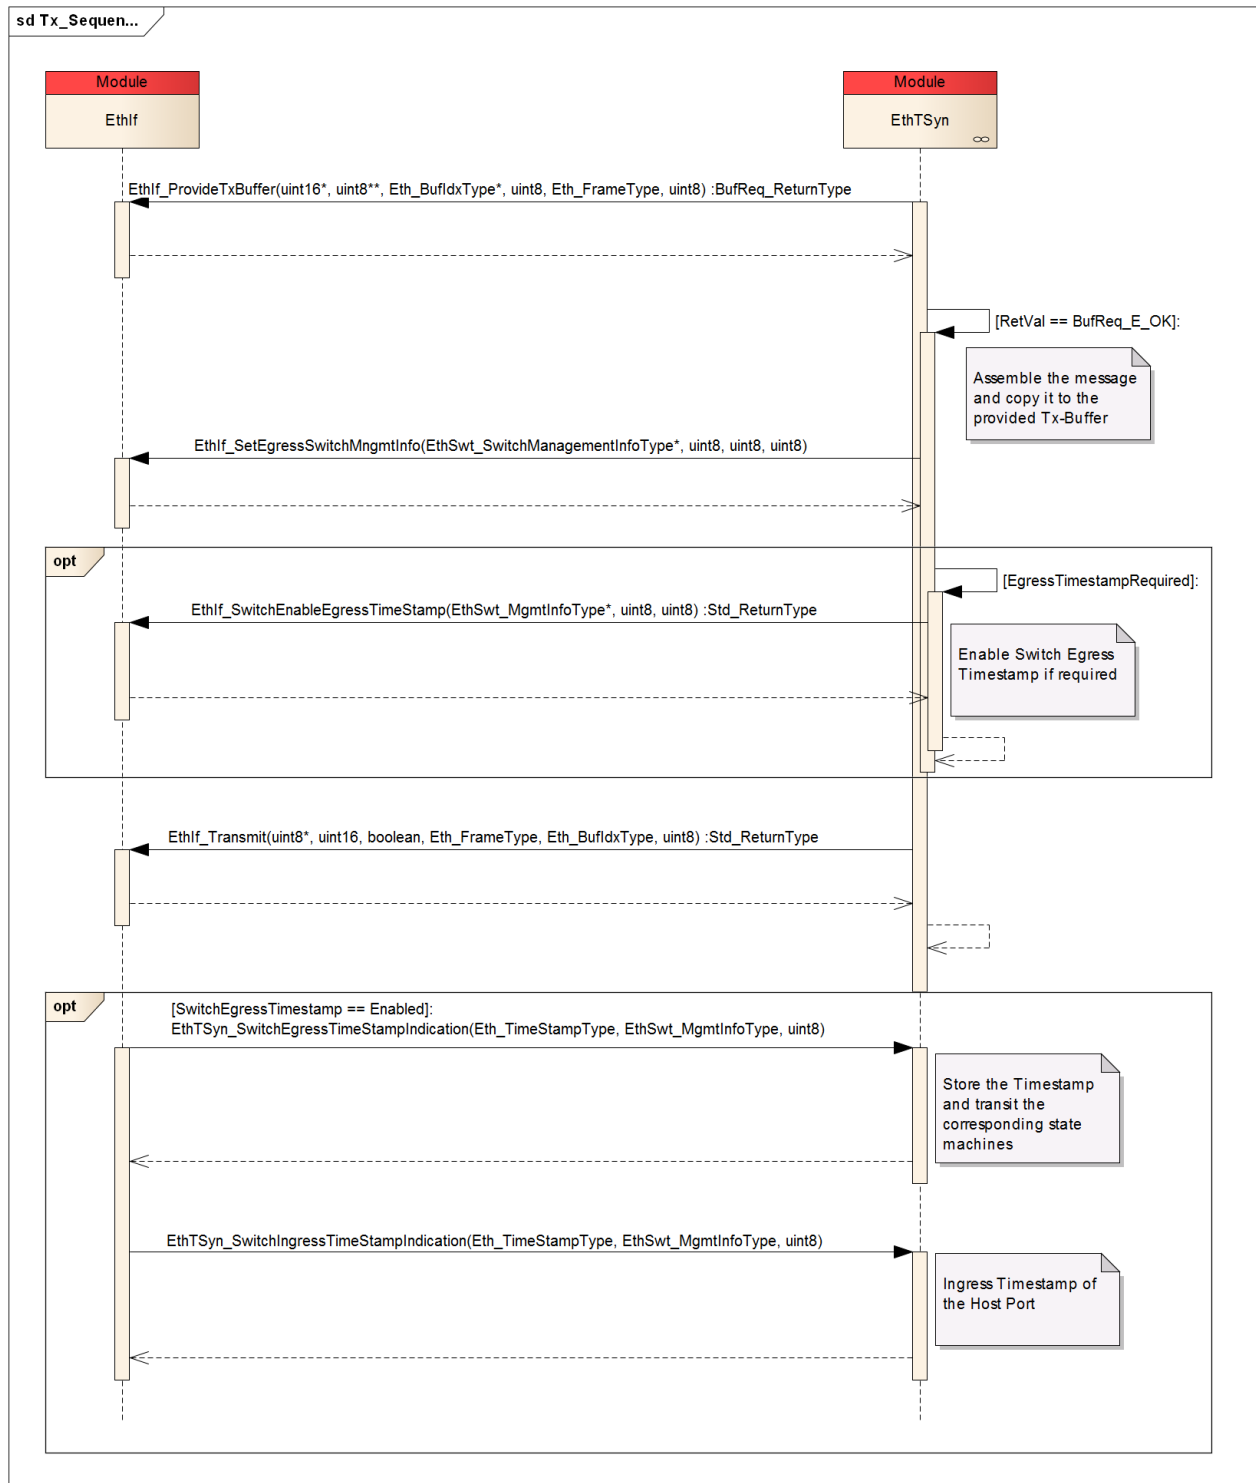 sd Tx_Sequen...
Module
EthIf
Module
EthTSyn
EthIf_ProvideTxBuffer(uint16*, uint8**, Eth_BufIdxType*, uint8, Eth_FrameType, uint8) :BufReq_ReturnType
[RetVal == BufReq_E_OK]:
Assemble the message
and copy it to the
provided Tx-Buffer
EthIf_SetEgressSwitchMngmtInfo(EthSwt_SwitchManagementInfoType*, uint8, uint8, uint8)
opt
[EgressTimestampRequired]:
EthIf_SwitchEnableEgressTimeStamp(EthSwt_MgmtInfoType*, uint8, uint8) :Std_ReturnType
Enable Switch Egress
Timestamp if required
EthIf_Transmit(uint8*, uint16, boolean, Eth_FrameType, Eth_BufIdxType, uint8) :Std_ReturnType
opt
[SwitchEgressTimestamp == Enabled]:
EthTSyn_SwitchEgressTimeStampIndication(Eth_TimeStampType, EthSwt_MgmtInfoType, uint8)
Store the Timestamp
and transit the
corresponding state
machines
EthTSyn_SwitchIngressTimeStampIndication(Eth_TimeStampType, EthSwt_MgmtInfoType, uint8)
Ingress Timestamp of
the Host Port